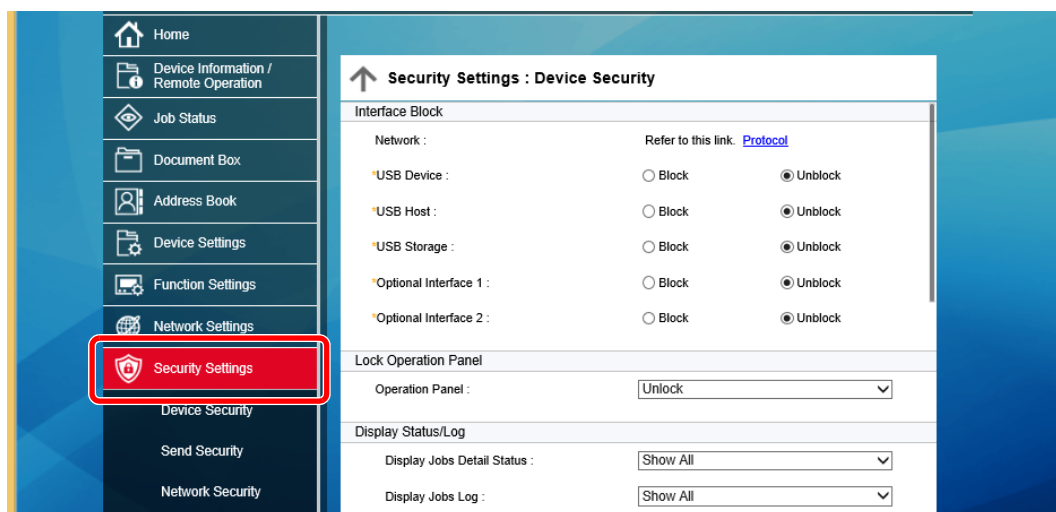 Home
Device Information /
Remote Operation
Job Status
Document Box
Address Book
Device Settings
Function Settings
Network Settings
Security Settings
Device Security
Send Security
Network Security
Security Settings : Device Security
Interface Block
Network : Refer to this link. Protocol
*USB Device : Block Unblock
*USB Host : Block Unblock
*USB Storage : Block Unblock
*Optional Interface 1 : Block Unblock
*Optional Interface 2 : Block Unblock
Lock Operation Panel
Operation Panel : Unlock
Display Status/Log
Display Jobs Detail Status : Show All
Display Jobs Log : Show All